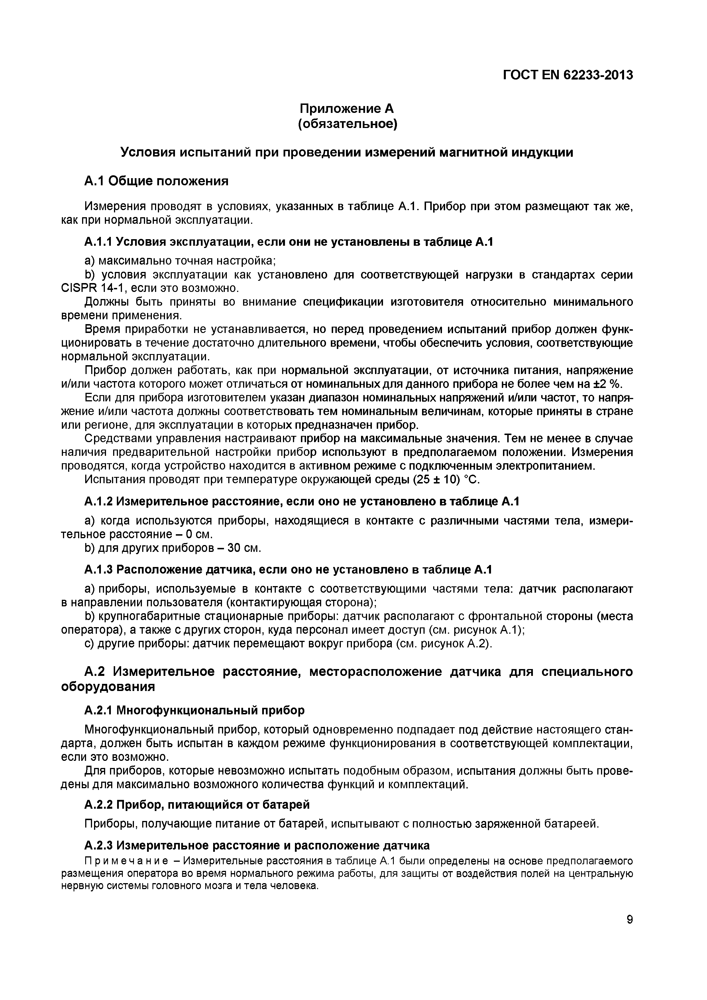 ГОСТ EN 62233-2013
Приложение А
(обязательное)
Условия испытаний при проведении измерений магнитной индукции
А.1 Общие положения
Измерения проводят в условиях, указанных в таблице А.1. Прибор при этом размещают так же,
как при нормальной эксплуатации.
А.1.1 Условия эксплуатации, если они не установлены в таблице А.1
a) максимально точная настройка;
b) условия эксплуатации как установлено для соответствующей нагрузки в стандартах серии
CISPR 14-1, если это возможно.
Должны быть приняты во внимание спецификации изготовителя относительно минимального
времени применения.
Время приработки не устанавливается, но перед проведением испытаний прибор должен функ-
ционировать в течение достаточно длительного времени, чтобы обеспечить условия, соответствующие
нормальной эксплуатации.
Прибор должен работать, как при нормальной эксплуатации, от источника питания, напряжение
и/или частота которого может отличаться от номинальных для данного прибора не более чем на ±2 %.
Если для прибора изготовителем указан диапазон номинальных напряжений и/или частот, то напря-
жение и/или частота должны соответствовать тем номинальным величинам, которые приняты в стране
или регионе, для эксплуатации в которых предназначен прибор.
Средствами управления настраивают прибор на максимальные значения. Тем не менее в случае
наличия предварительной настройки прибор используют в предполагаемом положении. Измерения
проводятся, когда устройство находится в активном режиме с подключенным электропитанием.
Испытания проводят при температуре окружающей среды (25 ± 10) °С.
А.1.2 Измерительное расстояние, если оно не установлено в таблице А.1
a) когда используются приборы, находящиеся в контакте с различными частями тела, измери-
тельное расстояние – 0 см.
b) для других приборов – 30 см.
А.1.3 Расположение датчика, если оно не установлено в таблице А.1
a) приборы, используемые в контакте с соответствующими частями тела: датчик располагают
в направлении пользователя (контактирующая сторона);
b) крупногабаритные стационарные приборы: датчик располагают с фронтальной стороны (места
оператора), а также с других сторон, куда персонал имеет доступ (см. рисунок А.1);
c) другие приборы: датчик перемещают вокруг прибора (см. рисунок А.2).
А.2 Измерительное расстояние, месторасположение датчика для специального
оборудования
А.2.1 Многофункциональный прибор
Многофункциональный прибор, который одновременно подпадает под действие настоящего стан-
дарта, должен быть испытан в каждом режиме функционирования в соответствующей комплектации,
если это возможно.
Для приборов, которые невозможно испытать подобным образом, испытания должны быть прове-
дены для максимально возможного количества функций и комплектаций.
А.2.2 Прибор, питающийся от батарей
Приборы, получающие питание от батарей, испытывают с полностью заряженной батареей.
А.2.3 Измерительное расстояние и расположение датчика
Примечание – Измерительные расстояния в таблице А.1 были определены на основе предполагаемого
размещения оператора во время нормального режима работы, для защиты от воздействия полей на центральную
нервную системы головного мозга и тела человека.
9